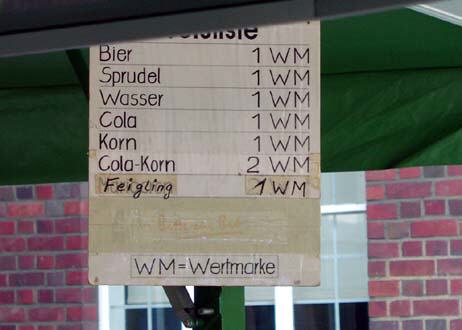 Bier 1 WM
Sprudel 1 WM
Wasser 1 WM
Cola 1 WM
Korn 1 WM
Cola-Korn 2 WM
Feigling 1 WM
WM=Wertmarke